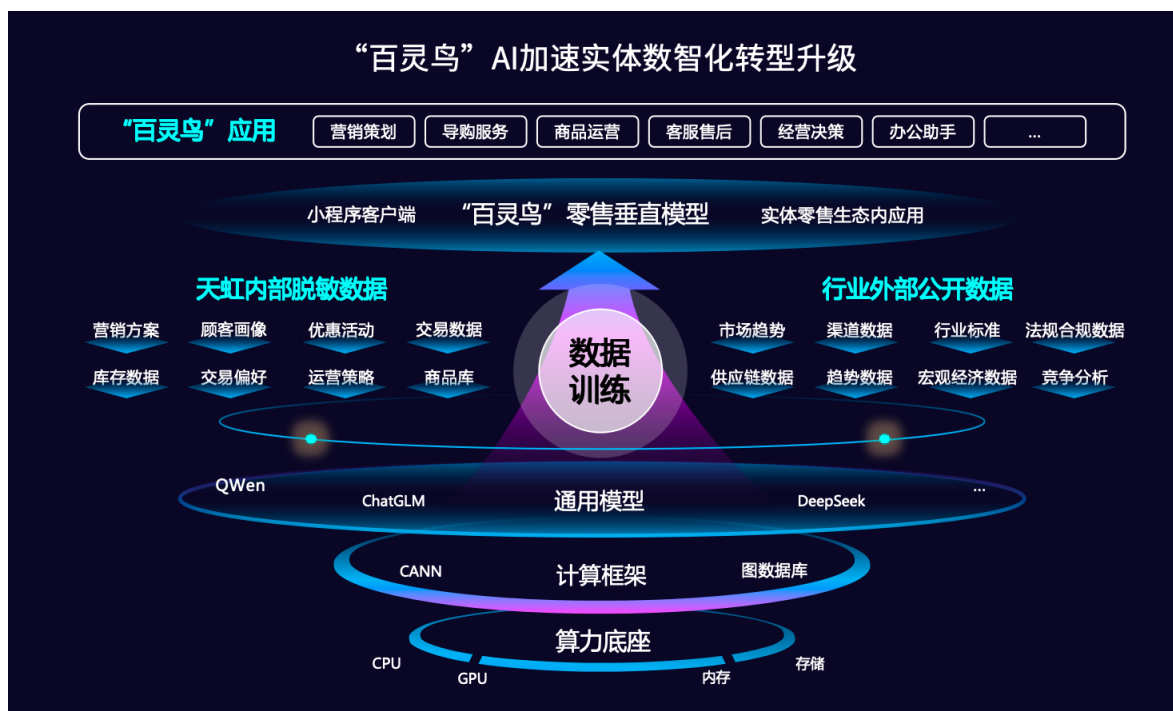 “百灵鸟”AI加速实体数智化转型升级
“百灵鸟”应用 营销策划 导购服务 商品运营 客服售后 经营决策 办公助手 ...
小程序客户端 “百灵鸟”零售垂直模型 实体零售生态内应用
天虹内部脱敏数据
营销方案 顾客画像 优惠活动 交易数据
库存数据 交易偏好 运营策略 商品库
数据
训练
行业外部公开数据
市场趋势 渠道数据 行业标准 法规合规数据
供应链数据 趋势数据 宏观经济数据 竞争分析
QWen ChatGLM 通用模型 DeepSeek ...
CANN 计算框架 图数据库
算力底座
CPU GPU 内存 存储